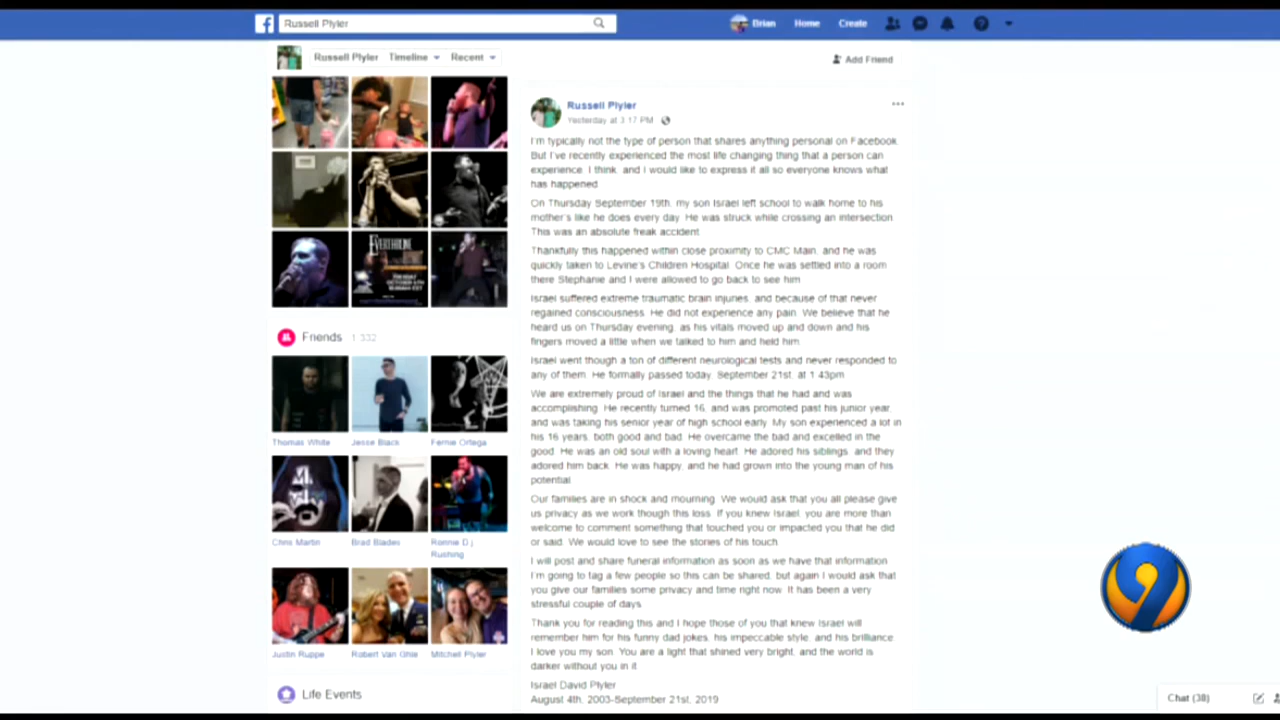 Russell Plyler
Brian
Home
Create
Russell Plyler
Timeline
Recent
Add Friend
Russell Plyler
Yesterday at 3:17 PM
I'm typically not the type of person that shares anything personal on Facebook.
But I've recently experienced the most life changing thing that a person can
experience, I think, and I would like to express it all so everyone knows what
has happened.
On Thursday September 19th, my son Israel left school to walk home to his
mother's like he does every day. He was struck while crossing an intersection.
This was an absolute freak accident.
Thankfully this happened within close proximity to CMC Main, and he was
quickly taken to Levine's Children Hospital. Once he was settled into a room
there Stephanie and I were allowed to go back to see him.
Israel suffered extreme traumatic brain injuries, and because of that never
regained consciousness. He did not experience any pain. We believe that he
heard us on Thursday evening, as his vitals moved up and down and his
fingers moved a little when we talked to him and held him.
Israel went though a ton of different neurological tests and never responded to
any of them. He formally passed today, September 21st, at 1:43pm.
We are extremely proud of Israel and the things that he had and was
accomplishing. He recently turned 16, and was promoted past his junior year,
and was taking his senior year of high school early. My son experienced a lot in
his 16 years, both good and bad. He overcame the bad and excelled in the
good. He was an old soul with a loving heart. He adored his siblings, and they
adored him back. He was happy, and he had grown into the young man of his
potential.
Our families are in shock and mourning. We would ask that you all please give
us privacy as we work though this loss. If you knew Israel, you are more than
welcome to comment something that touched you or impacted you that he did
or said. We would love to see the stories of his touch.
I will post and share funeral information as soon as we have that information.
I'm going to tag a few people so this can be shared, but again I would ask that
you give our families some privacy and time right now. It has been a very
stressful couple of days.
Thank you for reading this and I hope those of you that knew Israel will
remember him for his funny dad jokes, his impeccable style, and his brilliance.
I love you my son. You are a light that shined very bright, and the world is
darker without you in it.
Israel David Plyler
August 4th, 2003-September 21st, 2019
EVERTHRONE
Friends 1,332
Thomas White
Jesse Black
Fernie Ortega
Chris Martin
Brad Blades
Ronnie D j
Rushing
Justin Ruppe
Robert Van Ghle
Mitchell Plyler
Life Events
9
Chat (38)